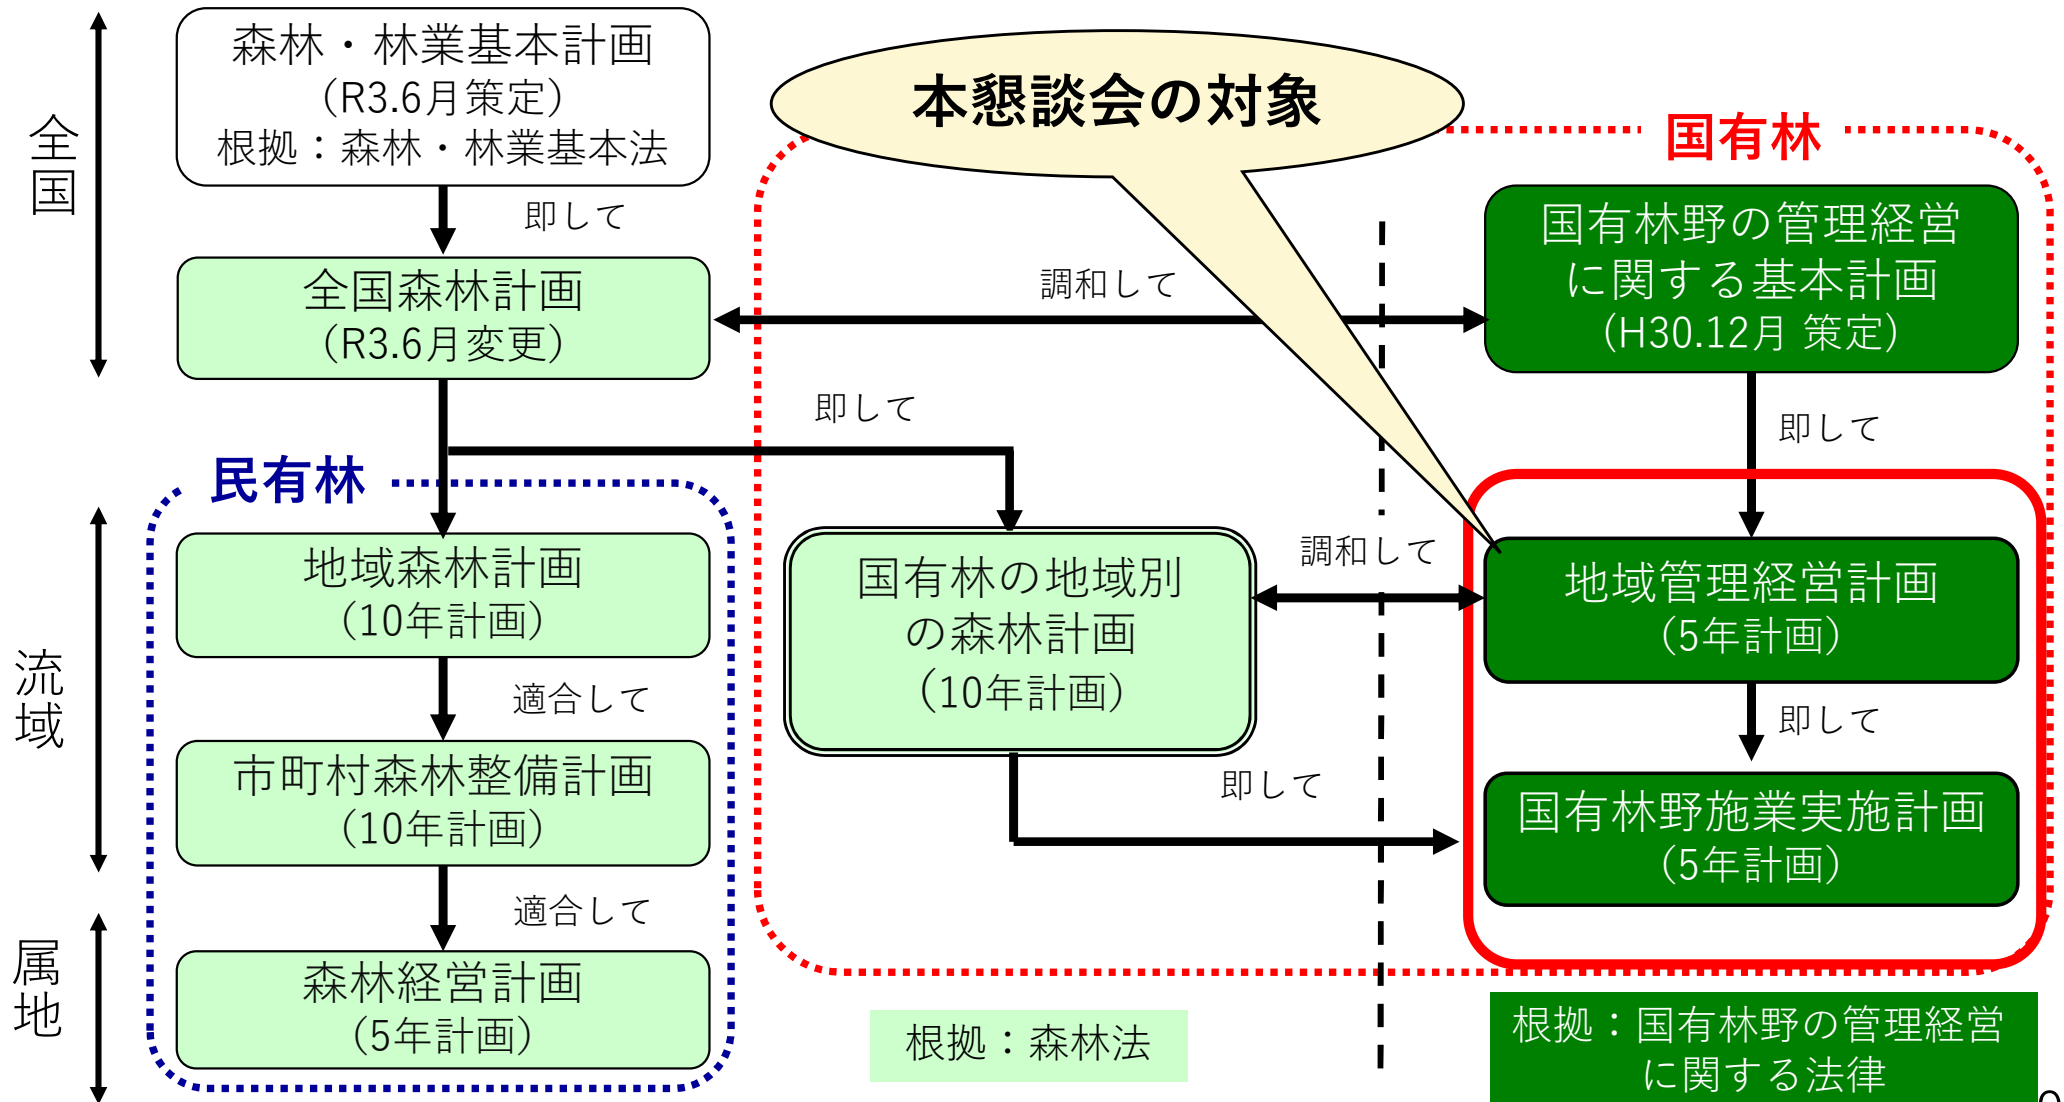 全国
森林・林業基本計画
（R3.6月策定）
根拠：森林・林業基本法
本懇談会の対象
国有林
即して
国有林野の管理経営
に関する基本計画
(H30.12月 策定)
全国森林計画
（R3.6月変更）
調和して
即して
即して
民有林
流域
地域森林計画
（10年計画）
国有林の地域別
の森林計画
（10年計画）
調和して
地域管理経営計画
（5年計画）
適合して
即して
市町村森林整備計画
（10年計画）
即して
国有林野施業実施計画
（5年計画）
適合して
属地
森林経営計画
（5年計画）
根拠：森林法
根拠：国有林野の管理経営
に関する法律